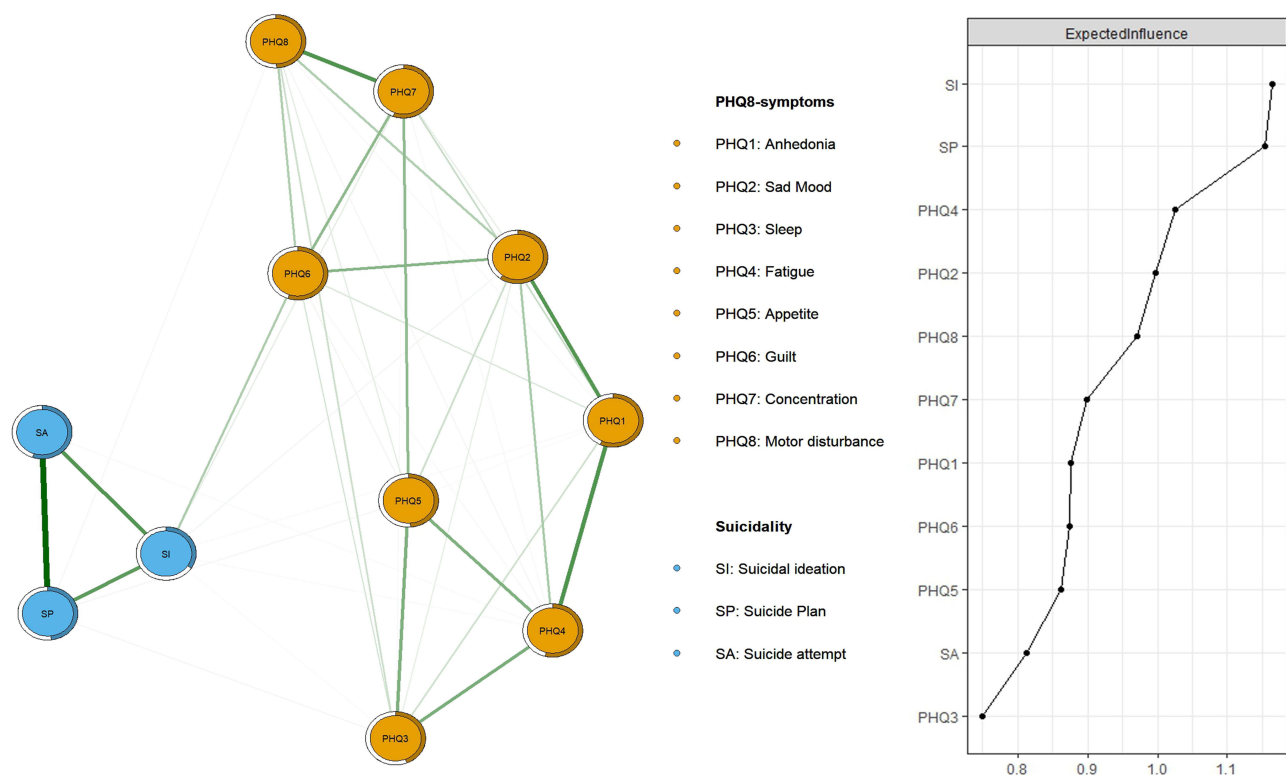 PHQ8
PHQ7
PHQ2
PHQ6
PHQ1
SA
PHQ5
SI
SP
PHQ4
PHQ3
PHQ8-symptoms
PHQ1: Anhedonia
PHQ2: Sad Mood
PHQ3: Sleep
PHQ4: Fatigue
PHQ5: Appetite
PHQ6: Guilt
PHQ7: Concentration
PHQ8: Motor disturbance
Suicidality
SI: Suicidal ideation
SP: Suicide Plan
SA: Suicide attempt
ExpectedInfluence
SI
SP
PHQ4
PHQ2
PHQ8
PHQ7
PHQ1
PHQ6
PHQ5
SA
PHQ3
0.8 0.9 1.0 1.1